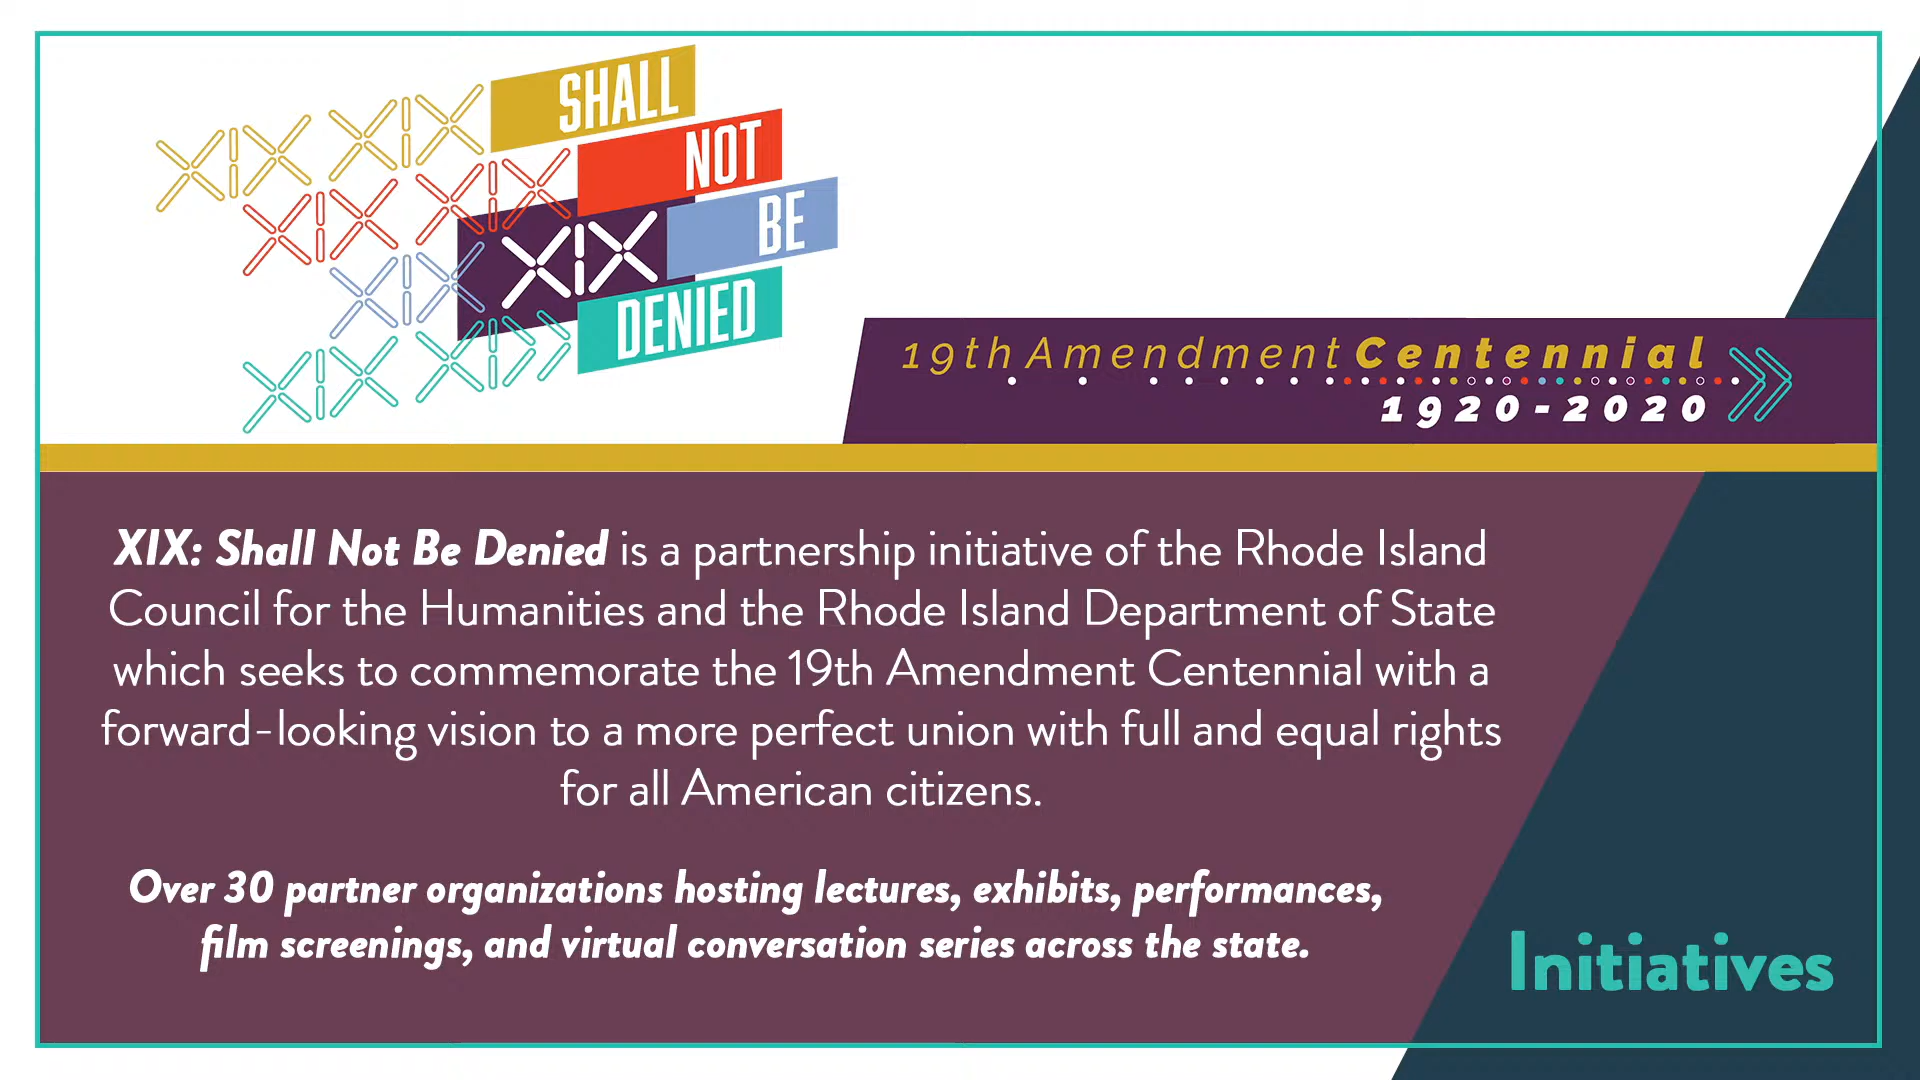 SHALL
NOT
XIX
BE
DENIED
19th Amendment Centennial
1920-2020
XIX: Shall Not Be Denied is a partnership initiative of the Rhode Island
Council for the Humanities and the Rhode Island Department of State
which seeks to commemorate the 19th Amendment Centennial with a
forward-looking vision to a more perfect union with full and equal rights
for all American citizens.
Over 30 partner organizations hosting lectures, exhibits, performances,
film screenings, and virtual conversation series across the state.
Initiatives